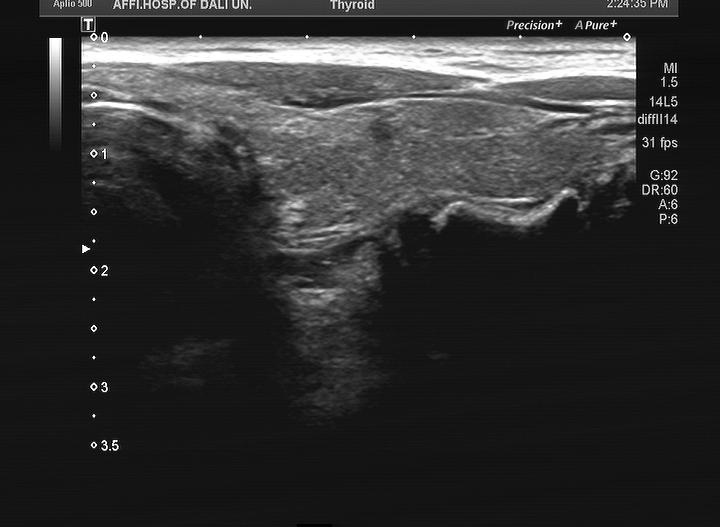 Aplio 500 AFFI.HOSP.OF DALI UN. Thyroid 2:24:35 PM
T
Precision+ A Pure+
0
MI
1.5
14L5
diffII14
31 fps
1
G:92
DR:60
A:6
P:6
2
3
3.5